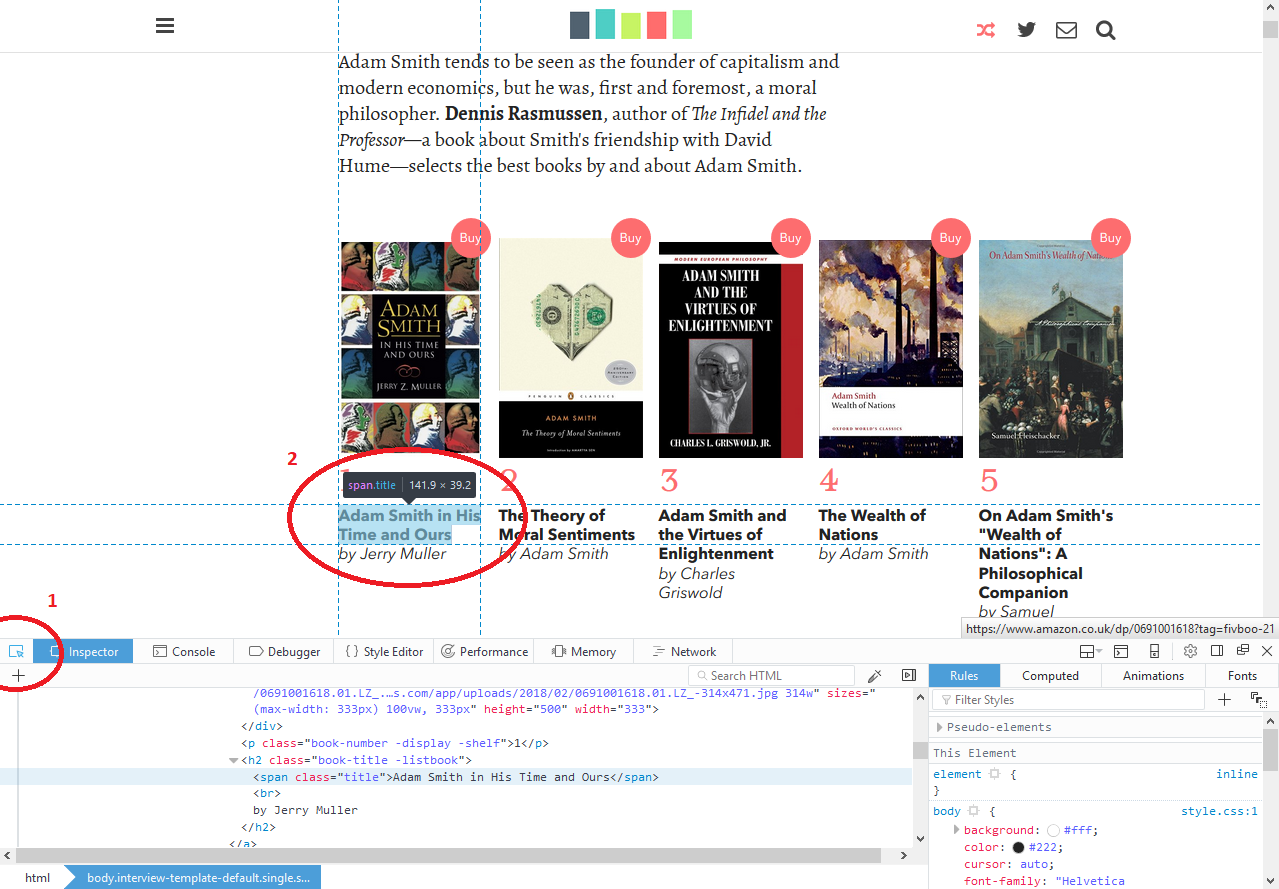 Adam Smith tends to be seen as the founder of capitalism and
modern economics, but he was, first and foremost, a moral
philosopher. Dennis Rasmussen, author of The Infidel and the
Professor—a book about Smith's friendship with David
Hume—selects the best books by and about Adam Smith.
Buy
Buy
Buy
Buy
Buy
ADAM
SMITH
IN HIS TIME
AND OURS
JERRY Z. MULLER
PENGUIN CLASSICS
ADAM SMITH
The Theory of Moral Sentiments
MODERN EUROPEAN PHILOSOPHY
ADAM SMITH
AND THE
VIRTUES OF
ENLIGHTENMENT
CHARLES L. GRISWOLD, JR.
Adam Smith
Wealth of Nations
OXFORD WORLD'S CLASSICS
On Adam Smith's Wealth of
A Philosophical Companion
Samuel Fleischacker
2
1
2
3
4
5
span.title 141.9 × 39.2
Adam Smith in His
Time and Ours
by Jerry Muller
The Theory of
Moral Sentiments
by Adam Smith
Adam Smith and
the Virtues of
Enlightenment
by Charles
Griswold
The Wealth of
Nations
by Adam Smith
On Adam Smith's
"Wealth of
Nations": A
Philosophical
Companion
by Samuel
1
https://www.amazon.co.uk/dp/0691001618?tag=fivboo-21
Inspector
Console
Debugger
{ } Style Editor
Performance
Memory
Network
+
Search HTML
/0691001618.01.LZ_.…s.com/app/uploads/2018/02/0691001618.01.LZ_-314x471.jpg 314w" sizes="
(max-width: 333px) 100vw, 333px" height="500" width="333">
</div>
<p class="book-number -display -shelf">1</p>
<h2 class="book-title -listbook">
<span class="title">Adam Smith in His Time and Ours</span>
<br>
by Jerry Muller
</h2>
</a>
html
body.interview-template-default.single.s...
Rules
Computed
Animations
Fonts
Filter Styles
+
Pseudo-elements
This Element
element { inline
}
body { style.css:1
background: #fff;
color: #222;
cursor: auto;
font-family: "Helvetica